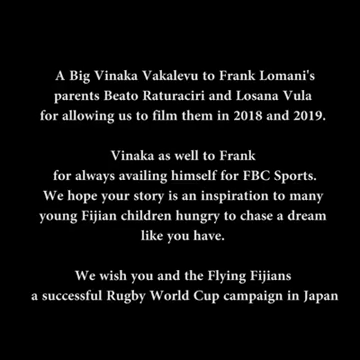 A Big Vinaka Vakalevu to Frank Lomani's
parents Beato Raturaciri and Losana Vula
for allowing us to film them in 2018 and 2019.
Vinaka as well to Frank
for always availing himself for FBC Sports.
We hope your story is an inspiration to many
young Fijian children hungry to chase a dream
like you have.
We wish you and the Flying Fijians
a successful Rugby World Cup campaign in Japan